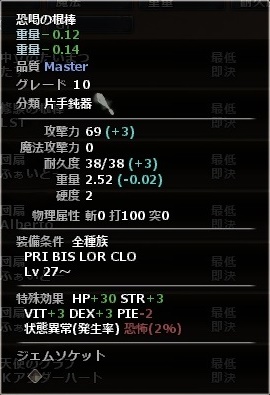 恐喝の棍棒
重量－0.12
重量－0.14
品質 Master
グレード 10
分類 片手鈍器
攻撃力 69 (+3)
魔法攻撃力 0
耐久度 38/38 (+3)
重量 2.52 (-0.02)
硬度 2
物理属性 斬0 打100 突0
装備条件 全種族
PRI BIS LOR CLO
Lv 27～
特殊効果 HP+30 STR+3
VIT+3 DEX+3 PIE-2
状態異常(発生率) 恐怖(2%)
ジェムソケット
最低
即決
最低
即決
最低
即決
最低
即決
最低
即決